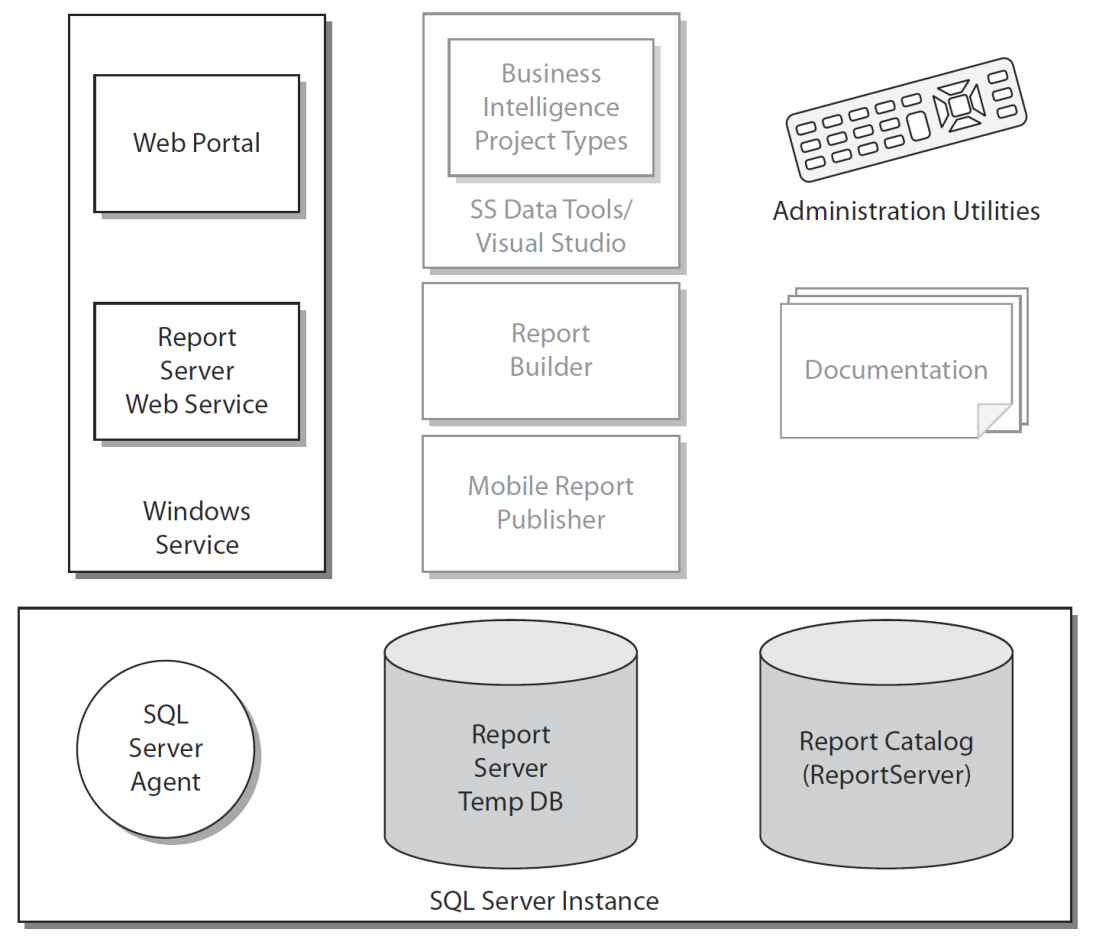 Web Portal
Report
Server
Web Service
Windows
Service
Business
Intelligence
Project Types
SS Data Tools/
Visual Studio
Report
Builder
Mobile Report
Publisher
Administration Utilities
Documentation
SQL
Server
Agent
Report
Server
Temp DB
Report Catalog
(ReportServer)
SQL Server Instance